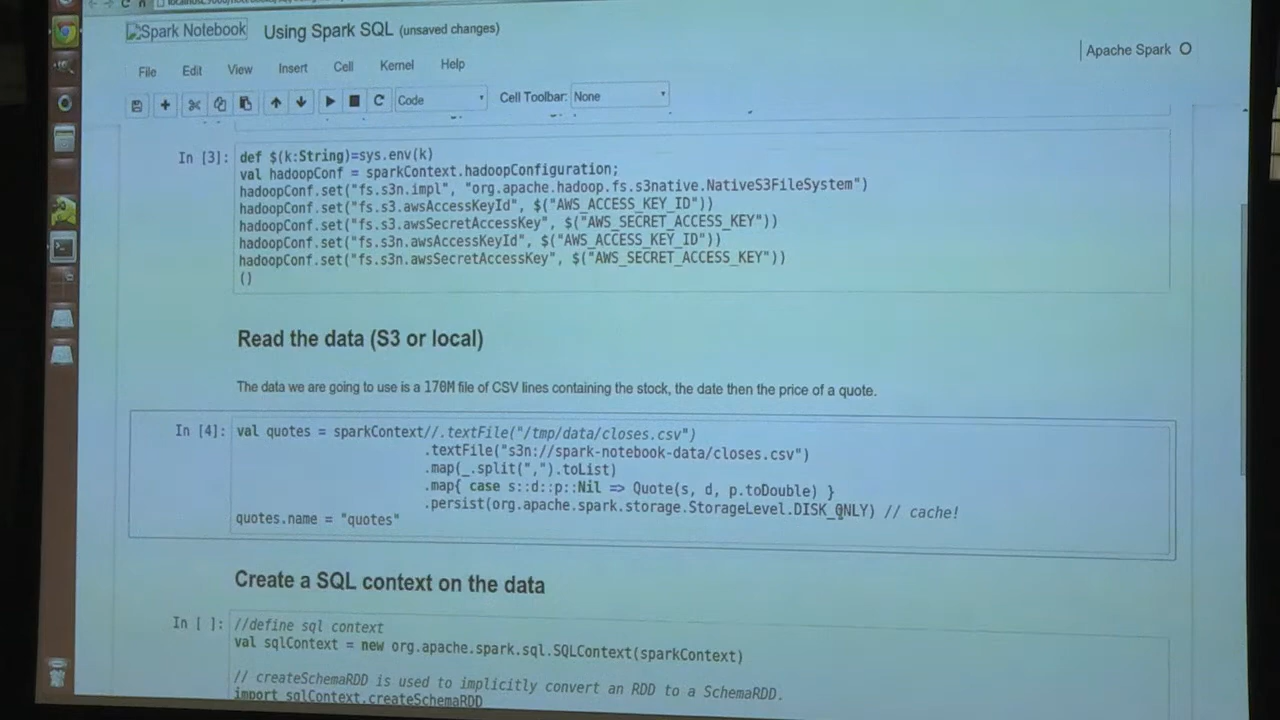 Spark Notebook Using Spark SQL (unsaved changes)
Apache Spark
File Edit View Insert Cell Kernel Help
Code Cell Toolbar: None
In [3]: def $(k:String)=sys.env(k)
val hadoopConf = sparkContext.hadoopConfiguration;
hadoopConf.set("fs.s3n.impl", "org.apache.hadoop.fs.s3native.NativeS3FileSystem")
hadoopConf.set("fs.s3.awsAccessKeyId", $("AWS_ACCESS_KEY_ID"))
hadoopConf.set("fs.s3.awsSecretAccessKey", $("AWS_SECRET_ACCESS_KEY"))
hadoopConf.set("fs.s3n.awsAccessKeyId", $("AWS_ACCESS_KEY_ID"))
hadoopConf.set("fs.s3n.awsSecretAccessKey", $("AWS_SECRET_ACCESS_KEY"))
()
Read the data (S3 or local)
The data we are going to use is a 170M file of CSV lines containing the stock, the date then the price of a quote.
In [4]: val quotes = sparkContext//.textFile("/tmp/data/closes.csv")
.textFile("s3n://spark-notebook-data/closes.csv")
.map(_.split(",").toList)
.map{ case s::d::p::Nil => Quote(s, d, p.toDouble) }
.persist(org.apache.spark.storage.StorageLevel.DISK_ONLY) // cache!
quotes.name = "quotes"
Create a SQL context on the data
In [ ]: //define sql context
val sqlContext = new org.apache.spark.sql.SQLContext(sparkContext)
// createSchemaRDD is used to implicitly convert an RDD to a SchemaRDD.
import sqlContext.createSchemaRDD